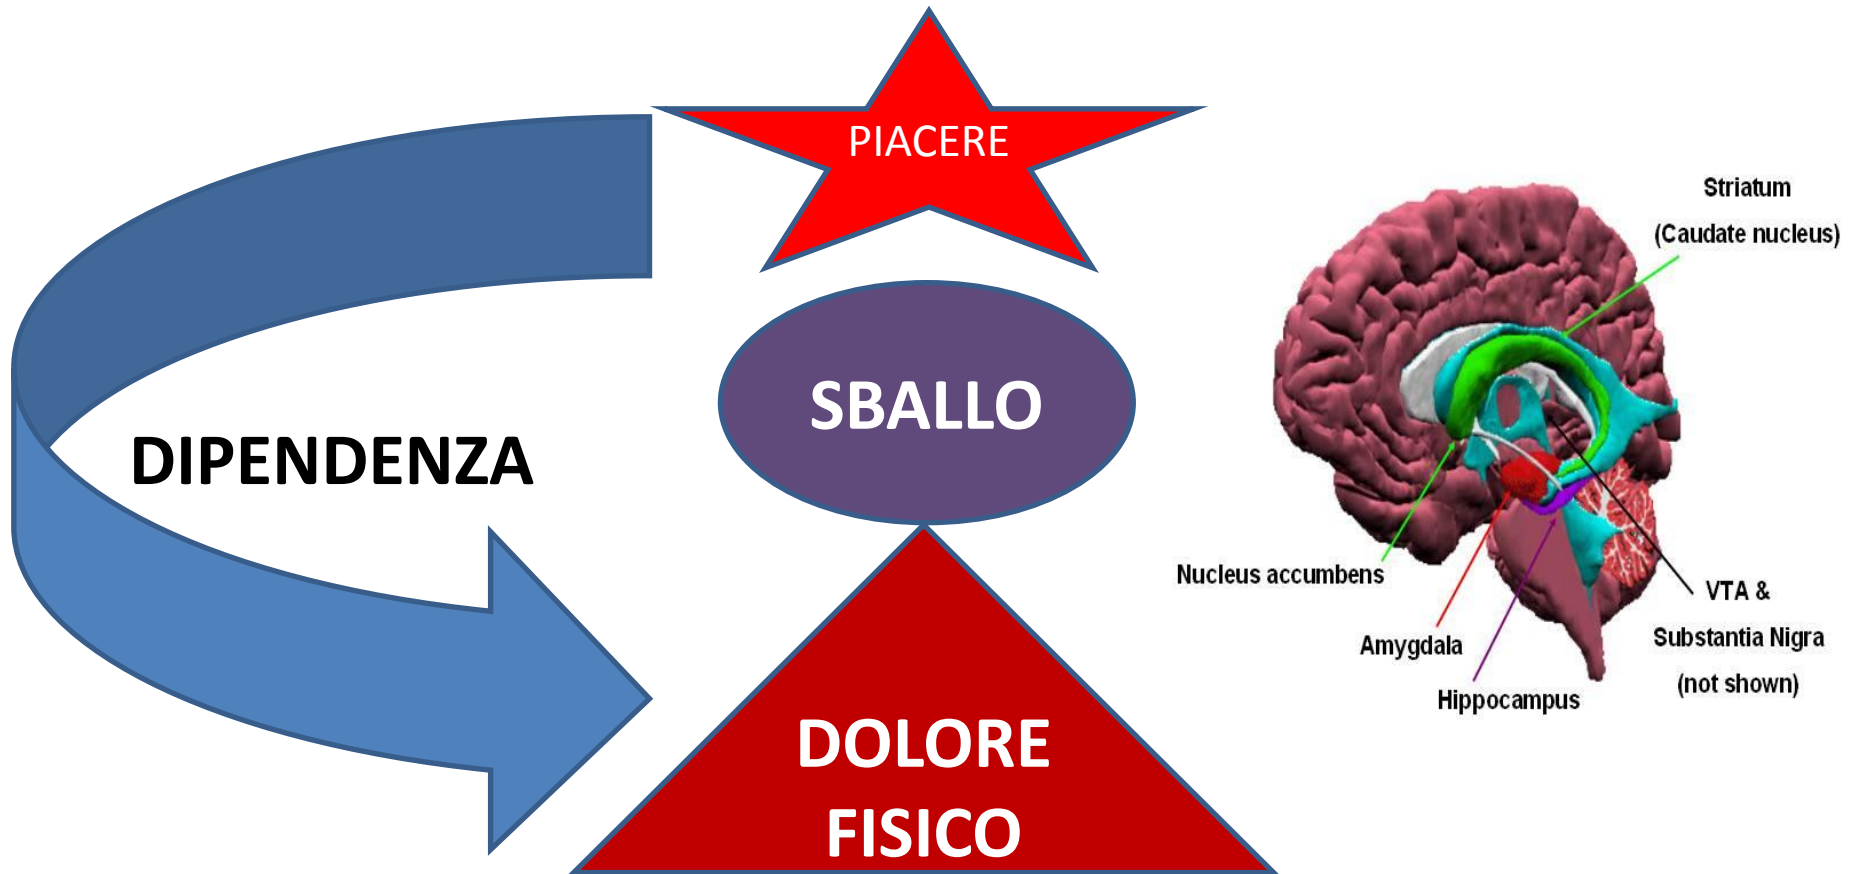 PIACERE
SBALLO
DIPENDENZA
DOLORE
FISICO
Striatum
(Caudate nucleus)
Nucleus accumbens
Amygdala
Hippocampus
VTA &
Substantia Nigra
(not shown)